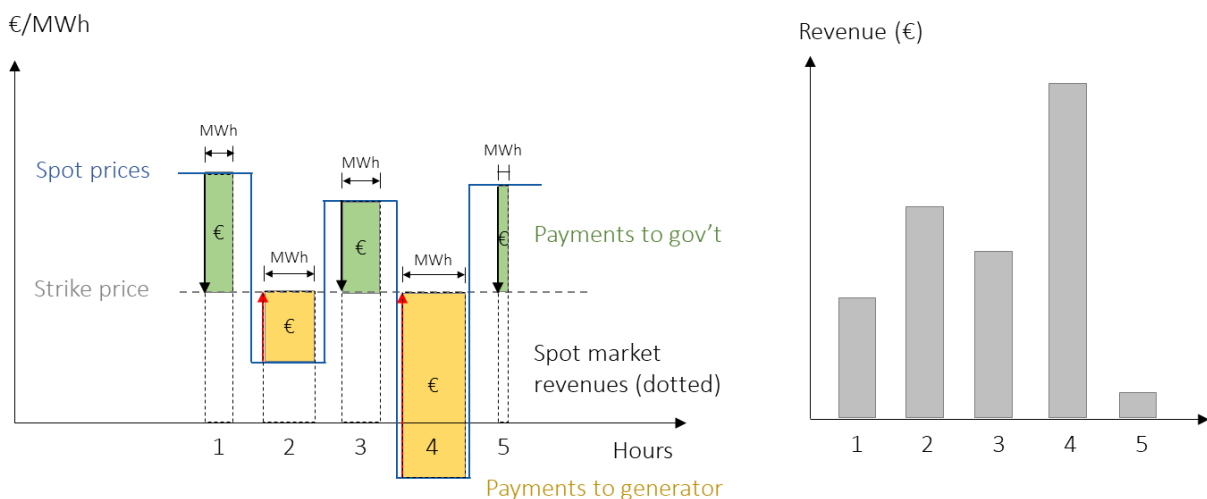 €/MWh
Revenue (€)
MWh
MWh
MWh
Spot prices
€
€
€
Payments to gov't
MWh
MWh
Strike price
€
€
Spot market
revenues (dotted)
1
2
3
4
5
Hours
1
2
3
4
5
Payments to generator